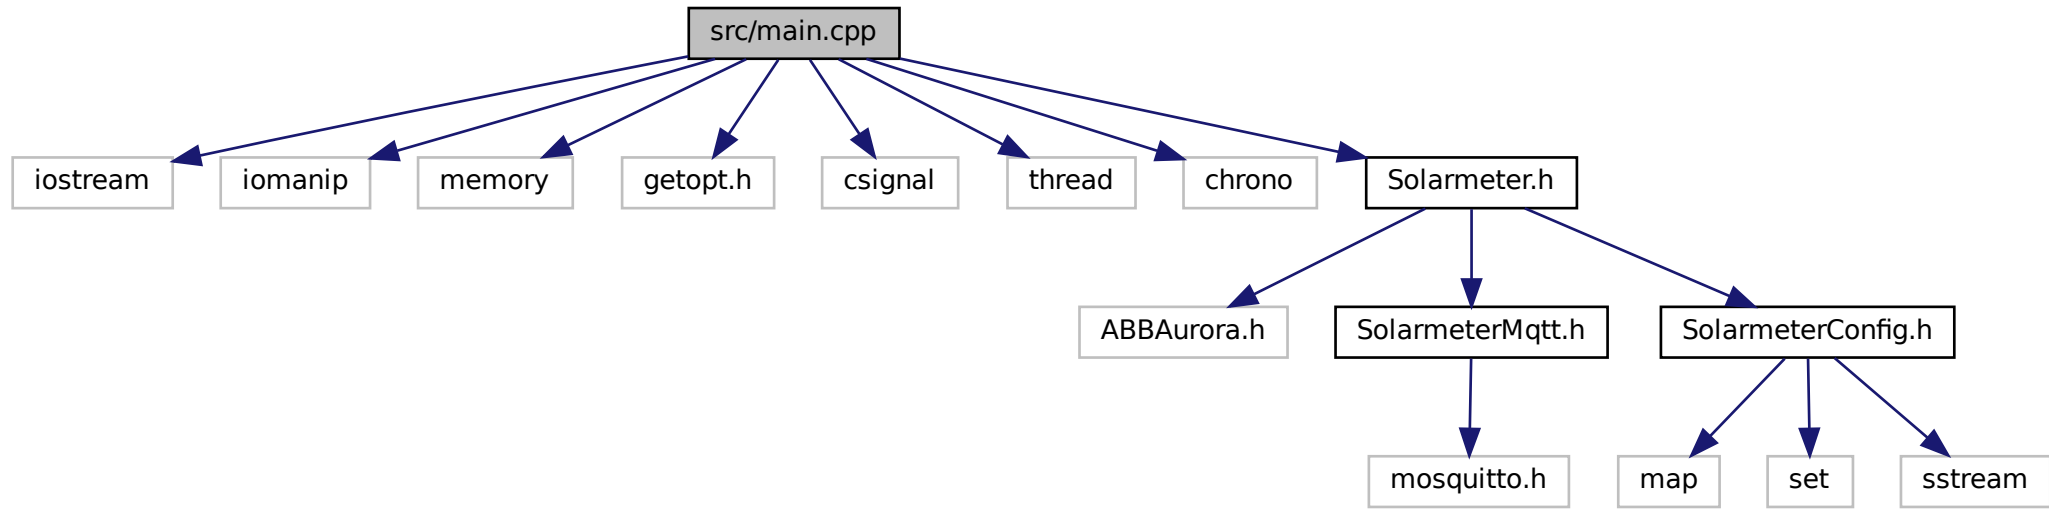 src/main.cpp
iostream
iomanip
memory
getopt.h
csignal
thread
chrono
Solarmeter.h
ABBAurora.h
SolarmeterMqtt.h
SolarmeterConfig.h
mosquitto.h
map
set
sstream